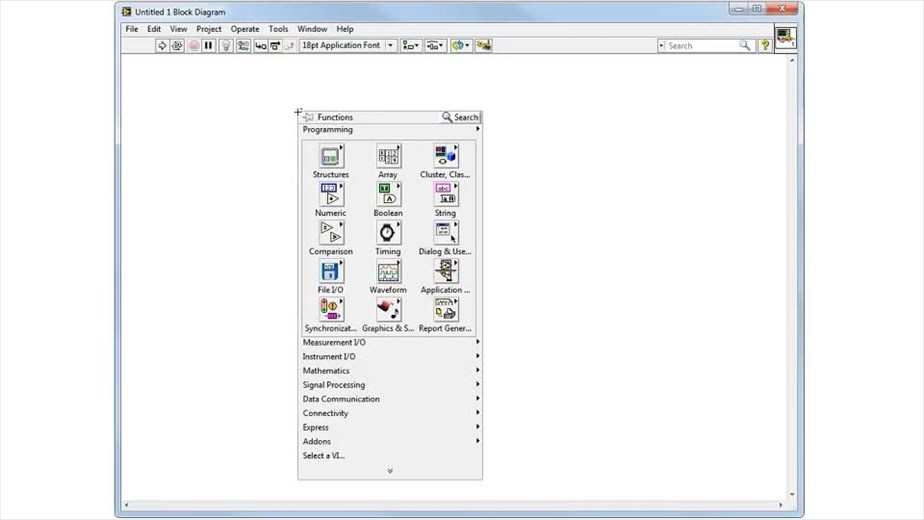 Untitled 1 Block Diagram
File Edit View Project Operate Tools Window Help
18pt Application Font Search
Functions Search
Programming
Structures Array Cluster, Clas...
Numeric Boolean String
Comparison Timing Dialog & Use...
File I/O Waveform Application ...
Synchronizat... Graphics & S... Report Gener...
Measurement I/O
Instrument I/O
Mathematics
Signal Processing
Data Communication
Connectivity
Express
Addons
Select a VI...